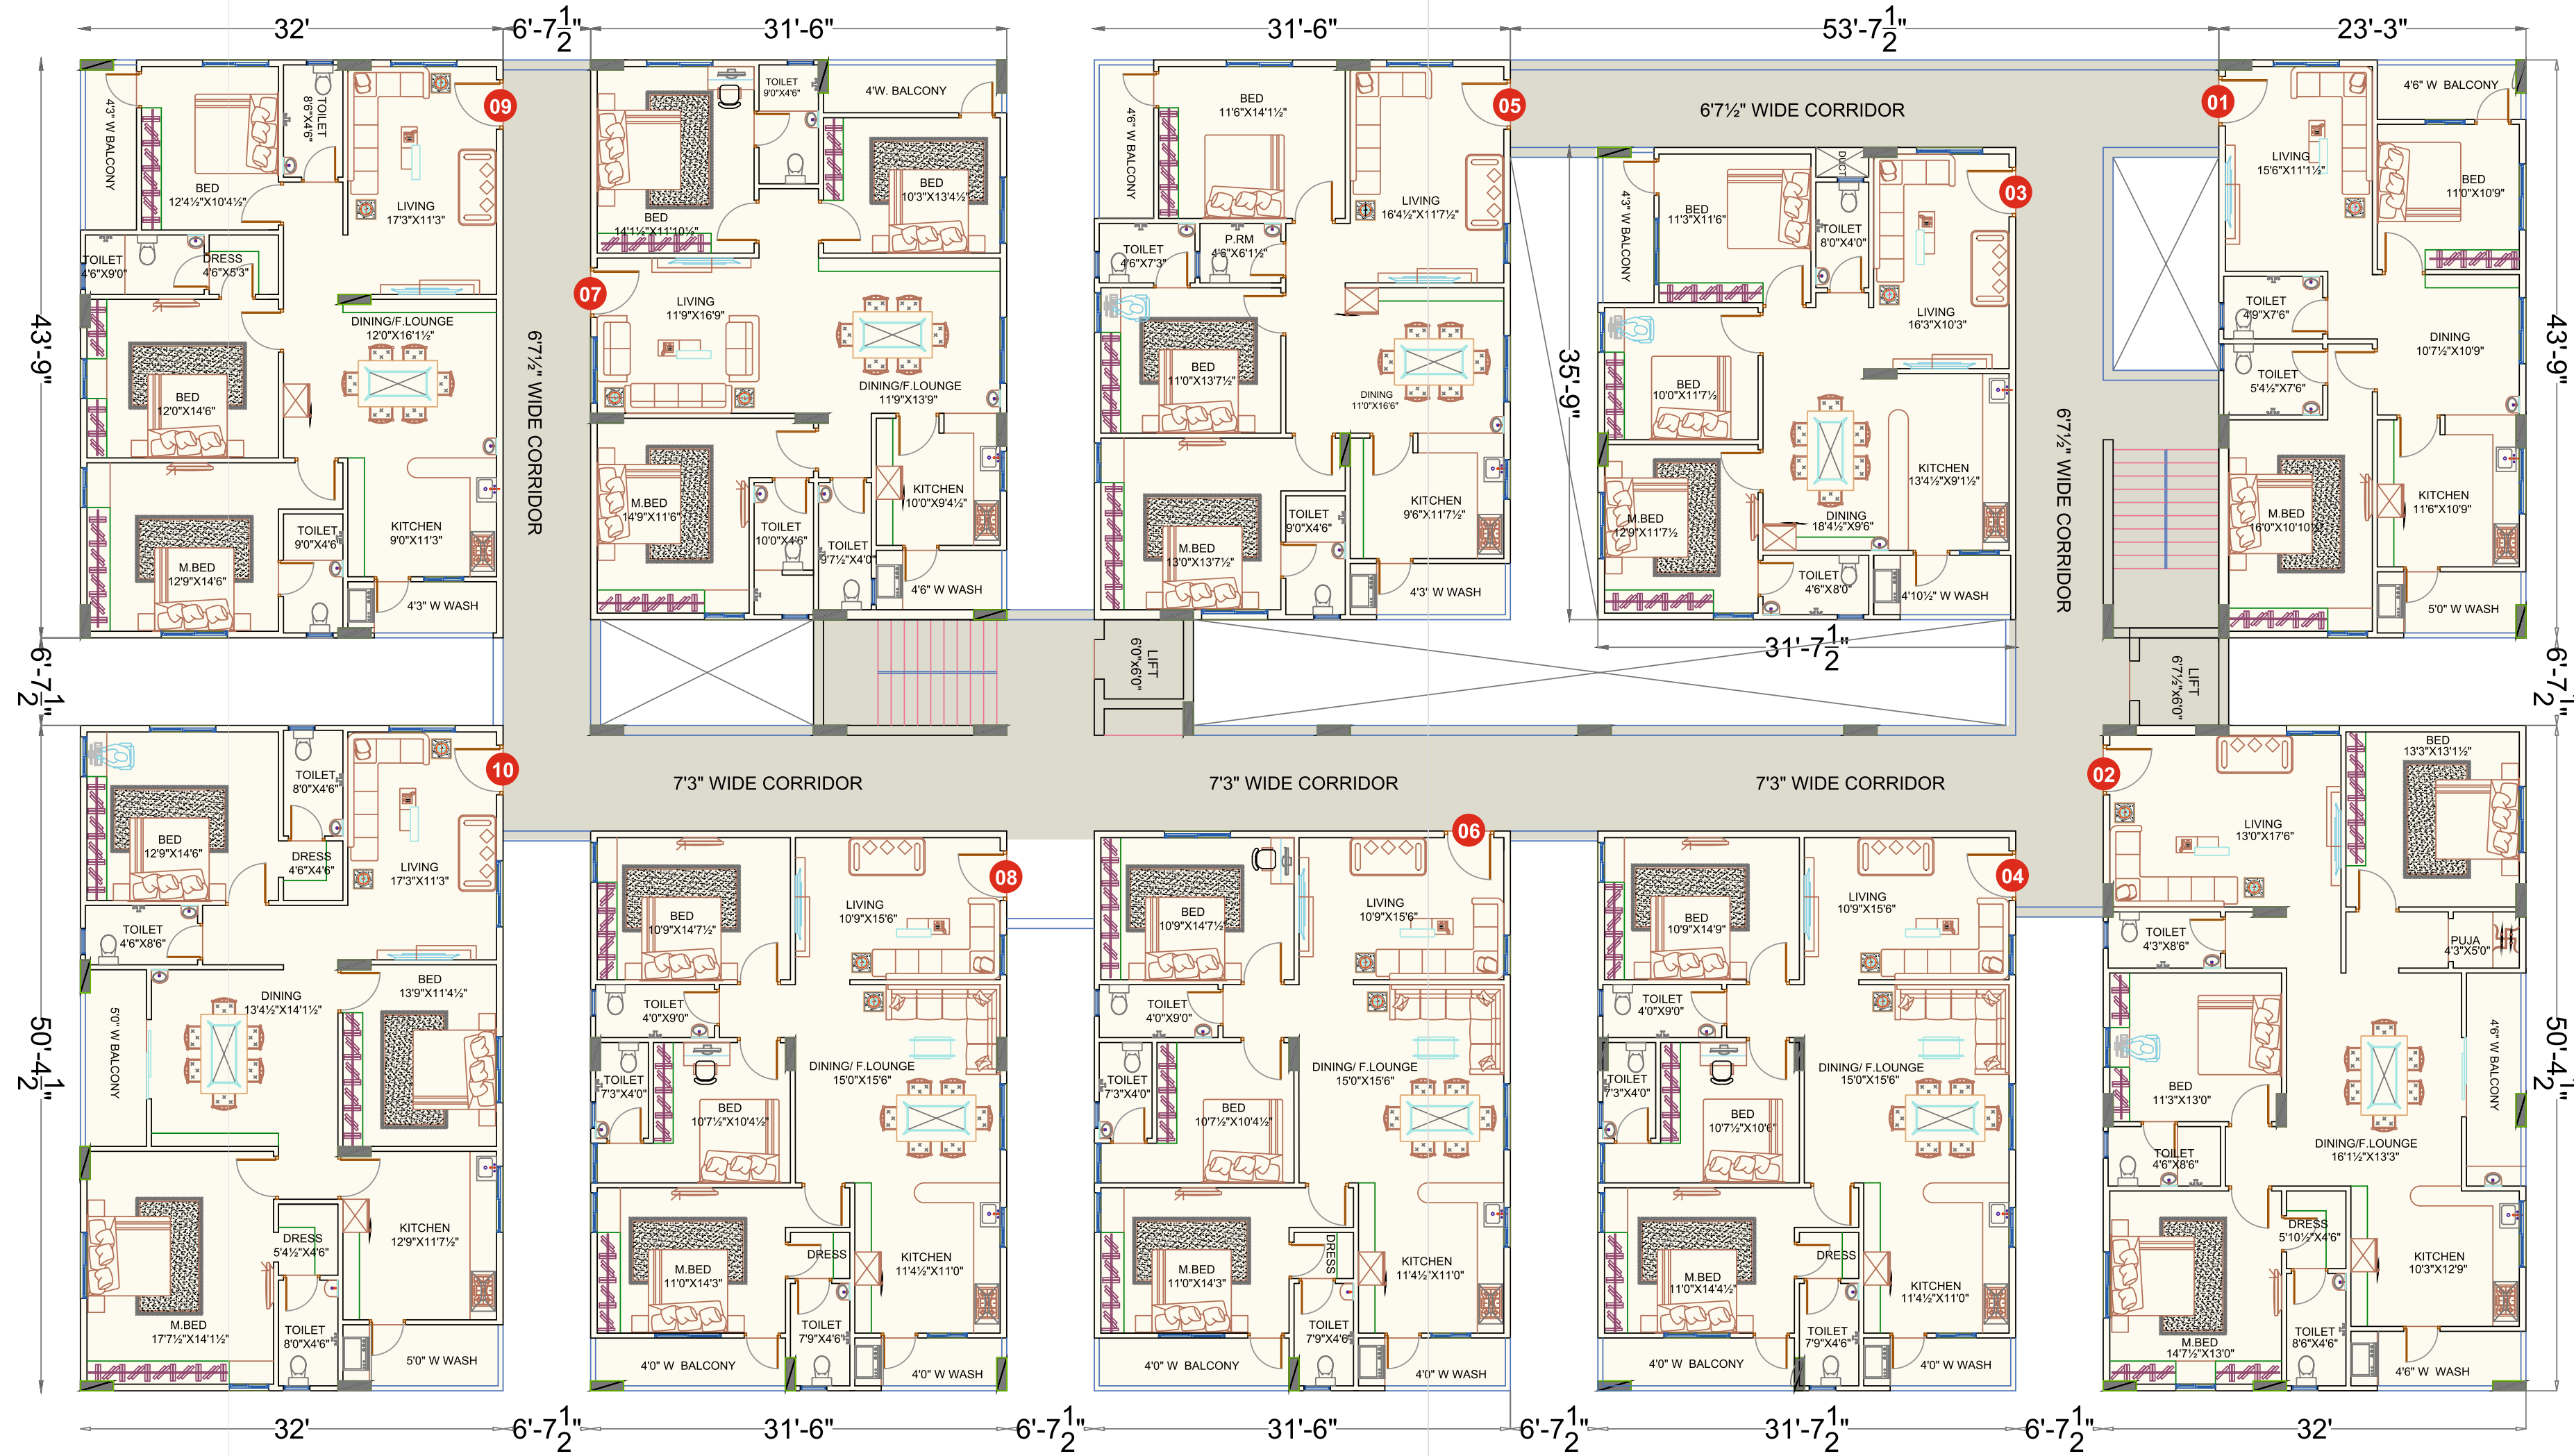 32'
6'-7½"
31'-6"
31'-6"
53'-7½"
23'-3"
43'-9"
6'-7½"
50'-4½"
43'-9"
6'-7½"
50'-4½"
09
4'3" W BALCONY
BED
12'4½"X10'4½"
TOILET
8'6"X4'6"
LIVING
17'3"X11'3"
TOILET
4'6"X9'0"
DRESS
4'6"X5'3"
DINING/F.LOUNGE
12'0"X16'1½"
BED
12'0"X14'6"
M.BED
12'9"X14'6"
TOILET
9'0"X4'6"
KITCHEN
9'0"X11'3"
4'3" W WASH
6'7½" WIDE CORRIDOR
07
BED
14'1½"X11'10½"
TOILET
9'0"X4'6"
4'W. BALCONY
BED
10'3"X13'4½"
LIVING
11'9"X16'9"
DINING/F.LOUNGE
11'9"X13'9"
M.BED
14'9"X11'6"
TOILET
10'0"X4'6"
TOILET
9'7½"X4'0"
KITCHEN
10'0"X9'4½"
4'6" W WASH
05
4'6" W BALCONY
BED
11'6"X14'1½"
LIVING
16'4½"X11'7½"
TOILET
4'6"X7'3"
P.RM
4'6"X6'1½"
BED
11'0"X13'7½"
DINING
11'0"X16'6"
M.BED
13'0"X13'7½"
TOILET
9'0"X4'6"
KITCHEN
9'6"X11'7½"
4'3" W WASH
6'7½" WIDE CORRIDOR
35'-9"
31'-7½"
03
4'3" W BALCONY
BED
11'3"X11'6"
DUCT
TOILET
8'0"X4'0"
LIVING
16'3"X10'3"
BED
10'0"X11'7½
M.BED
12'9"X11'7½
DINING
18'4½"X9'6"
KITCHEN
13'4½"X9'1½"
TOILET
4'6"X8'0"
4'10½" W WASH
6'7½" WIDE CORRIDOR
01
LIVING
15'6"X11'1½"
4'6" W BALCONY
BED
11'0"X10'9"
TOILET
4'9"X7'6"
TOILET
5'4½"X7'6"
DINING
10'7½"X10'9"
M.BED
16'0"X10'10½"
KITCHEN
11'6"X10'9"
5'0" W WASH
LIFT
6'0"x6'0"
LIFT
6'7½"x6'0"
7'3" WIDE CORRIDOR
7'3" WIDE CORRIDOR
7'3" WIDE CORRIDOR
10
BED
12'9"X14'6"
TOILET
8'0"X4'6"
DRESS
4'6"X4'6"
LIVING
17'3"X11'3"
TOILET
4'6"X8'6"
5'0" W BALCONY
DINING
13'4½"X14'1½"
BED
13'9"X11'4½"
M.BED
17'7½"X14'1½"
DRESS
5'4½"X4'6"
TOILET
8'0"X4'6"
KITCHEN
12'9"X11'7½"
5'0" W WASH
08
BED
10'9"X14'7½"
LIVING
10'9"X15'6"
TOILET
4'0"X9'0"
TOILET
7'3"X4'0"
BED
10'7½"X10'4½"
DINING/ F.LOUNGE
15'0"X15'6"
M.BED
11'0"X14'3"
DRESS
TOILET
7'9"X4'6"
KITCHEN
11'4½"X11'0"
4'0" W BALCONY
4'0" W WASH
06
BED
10'9"X14'7½"
LIVING
10'9"X15'6"
TOILET
4'0"X9'0"
TOILET
7'3"X4'0"
BED
10'7½"X10'4½"
DINING/ F.LOUNGE
15'0"X15'6"
M.BED
11'0"X14'3"
DRESS
TOILET
7'9"X4'6"
KITCHEN
11'4½"X11'0"
4'0" W BALCONY
4'0" W WASH
04
BED
10'9"X14'9"
LIVING
10'9"X15'6"
TOILET
4'0"X9'0"
TOILET
7'3"X4'0"
BED
10'7½"X10'6"
DINING/ F.LOUNGE
15'0"X15'6"
M.BED
11'0"X14'4½"
DRESS
TOILET
7'9"X4'6"
KITCHEN
11'4½"X11'0"
4'0" W BALCONY
4'0" W WASH
02
LIVING
13'0"X17'6"
BED
13'3"X13'1½"
TOILET
4'3"X8'6"
PUJA
4'3"X5'0"
BED
11'3"X13'0"
4'6" W BALCONY
DINING/F.LOUNGE
16'1½"X13'3"
TOILET
4'6"X8'6"
DRESS
5'10½"X4'6"
M.BED
14'7½"X13'0"
TOILET
8'6"X4'6"
KITCHEN
10'3"X12'9"
4'6" W WASH
32'
6'-7½"
31'-6"
6'-7½"
31'-6"
6'-7½"
31'-7½"
6'-7½"
32'